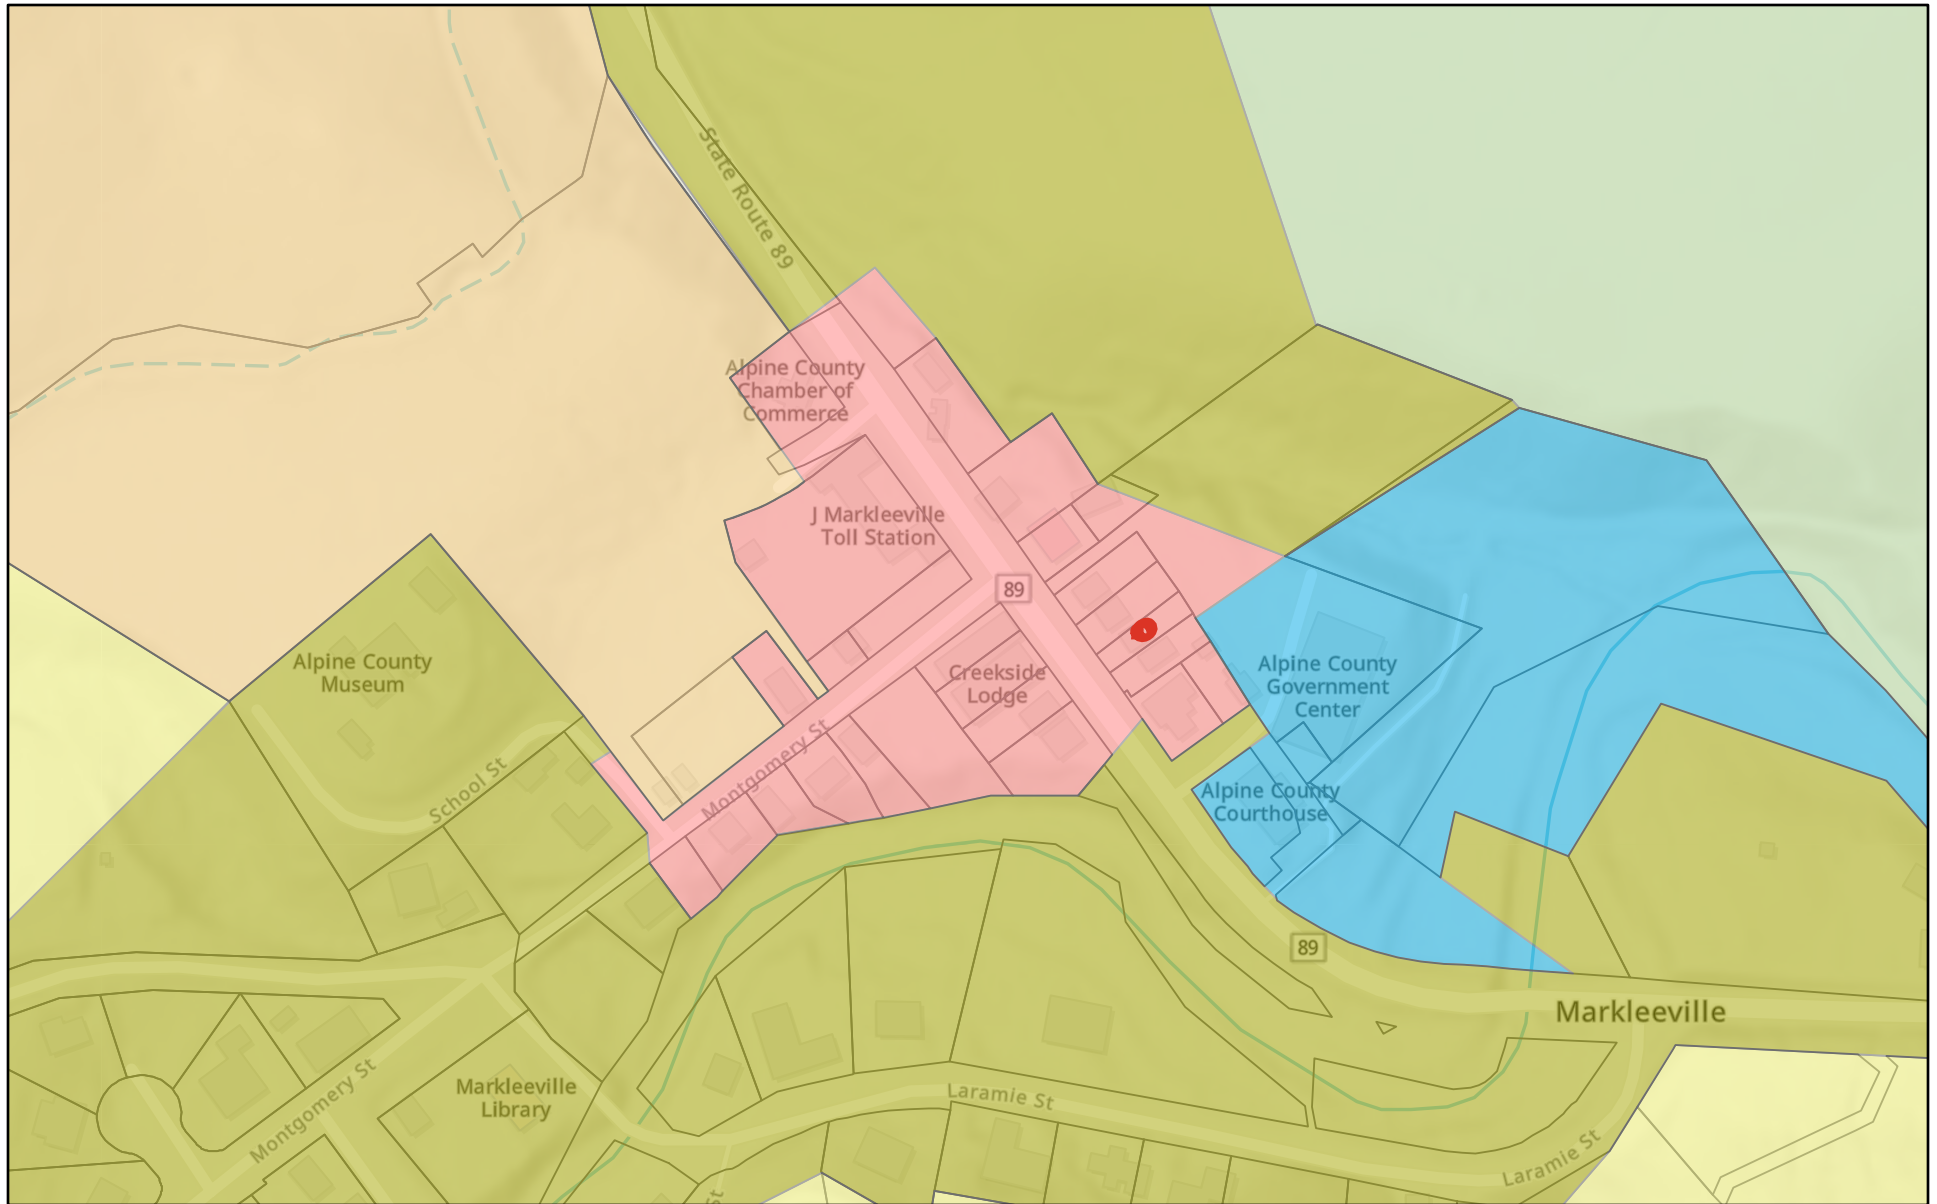 State Route 89
Alpine County
Chamber of
Commerce
J Markleeville
Toll Station
89
Alpine County
Museum
Creekside
Lodge
Alpine County
Government
Center
School St
Montgomery St
Alpine County
Courthouse
89
Markleeville
Markleeville
Library
Laramie St
Montgomery St
Laramie St
St